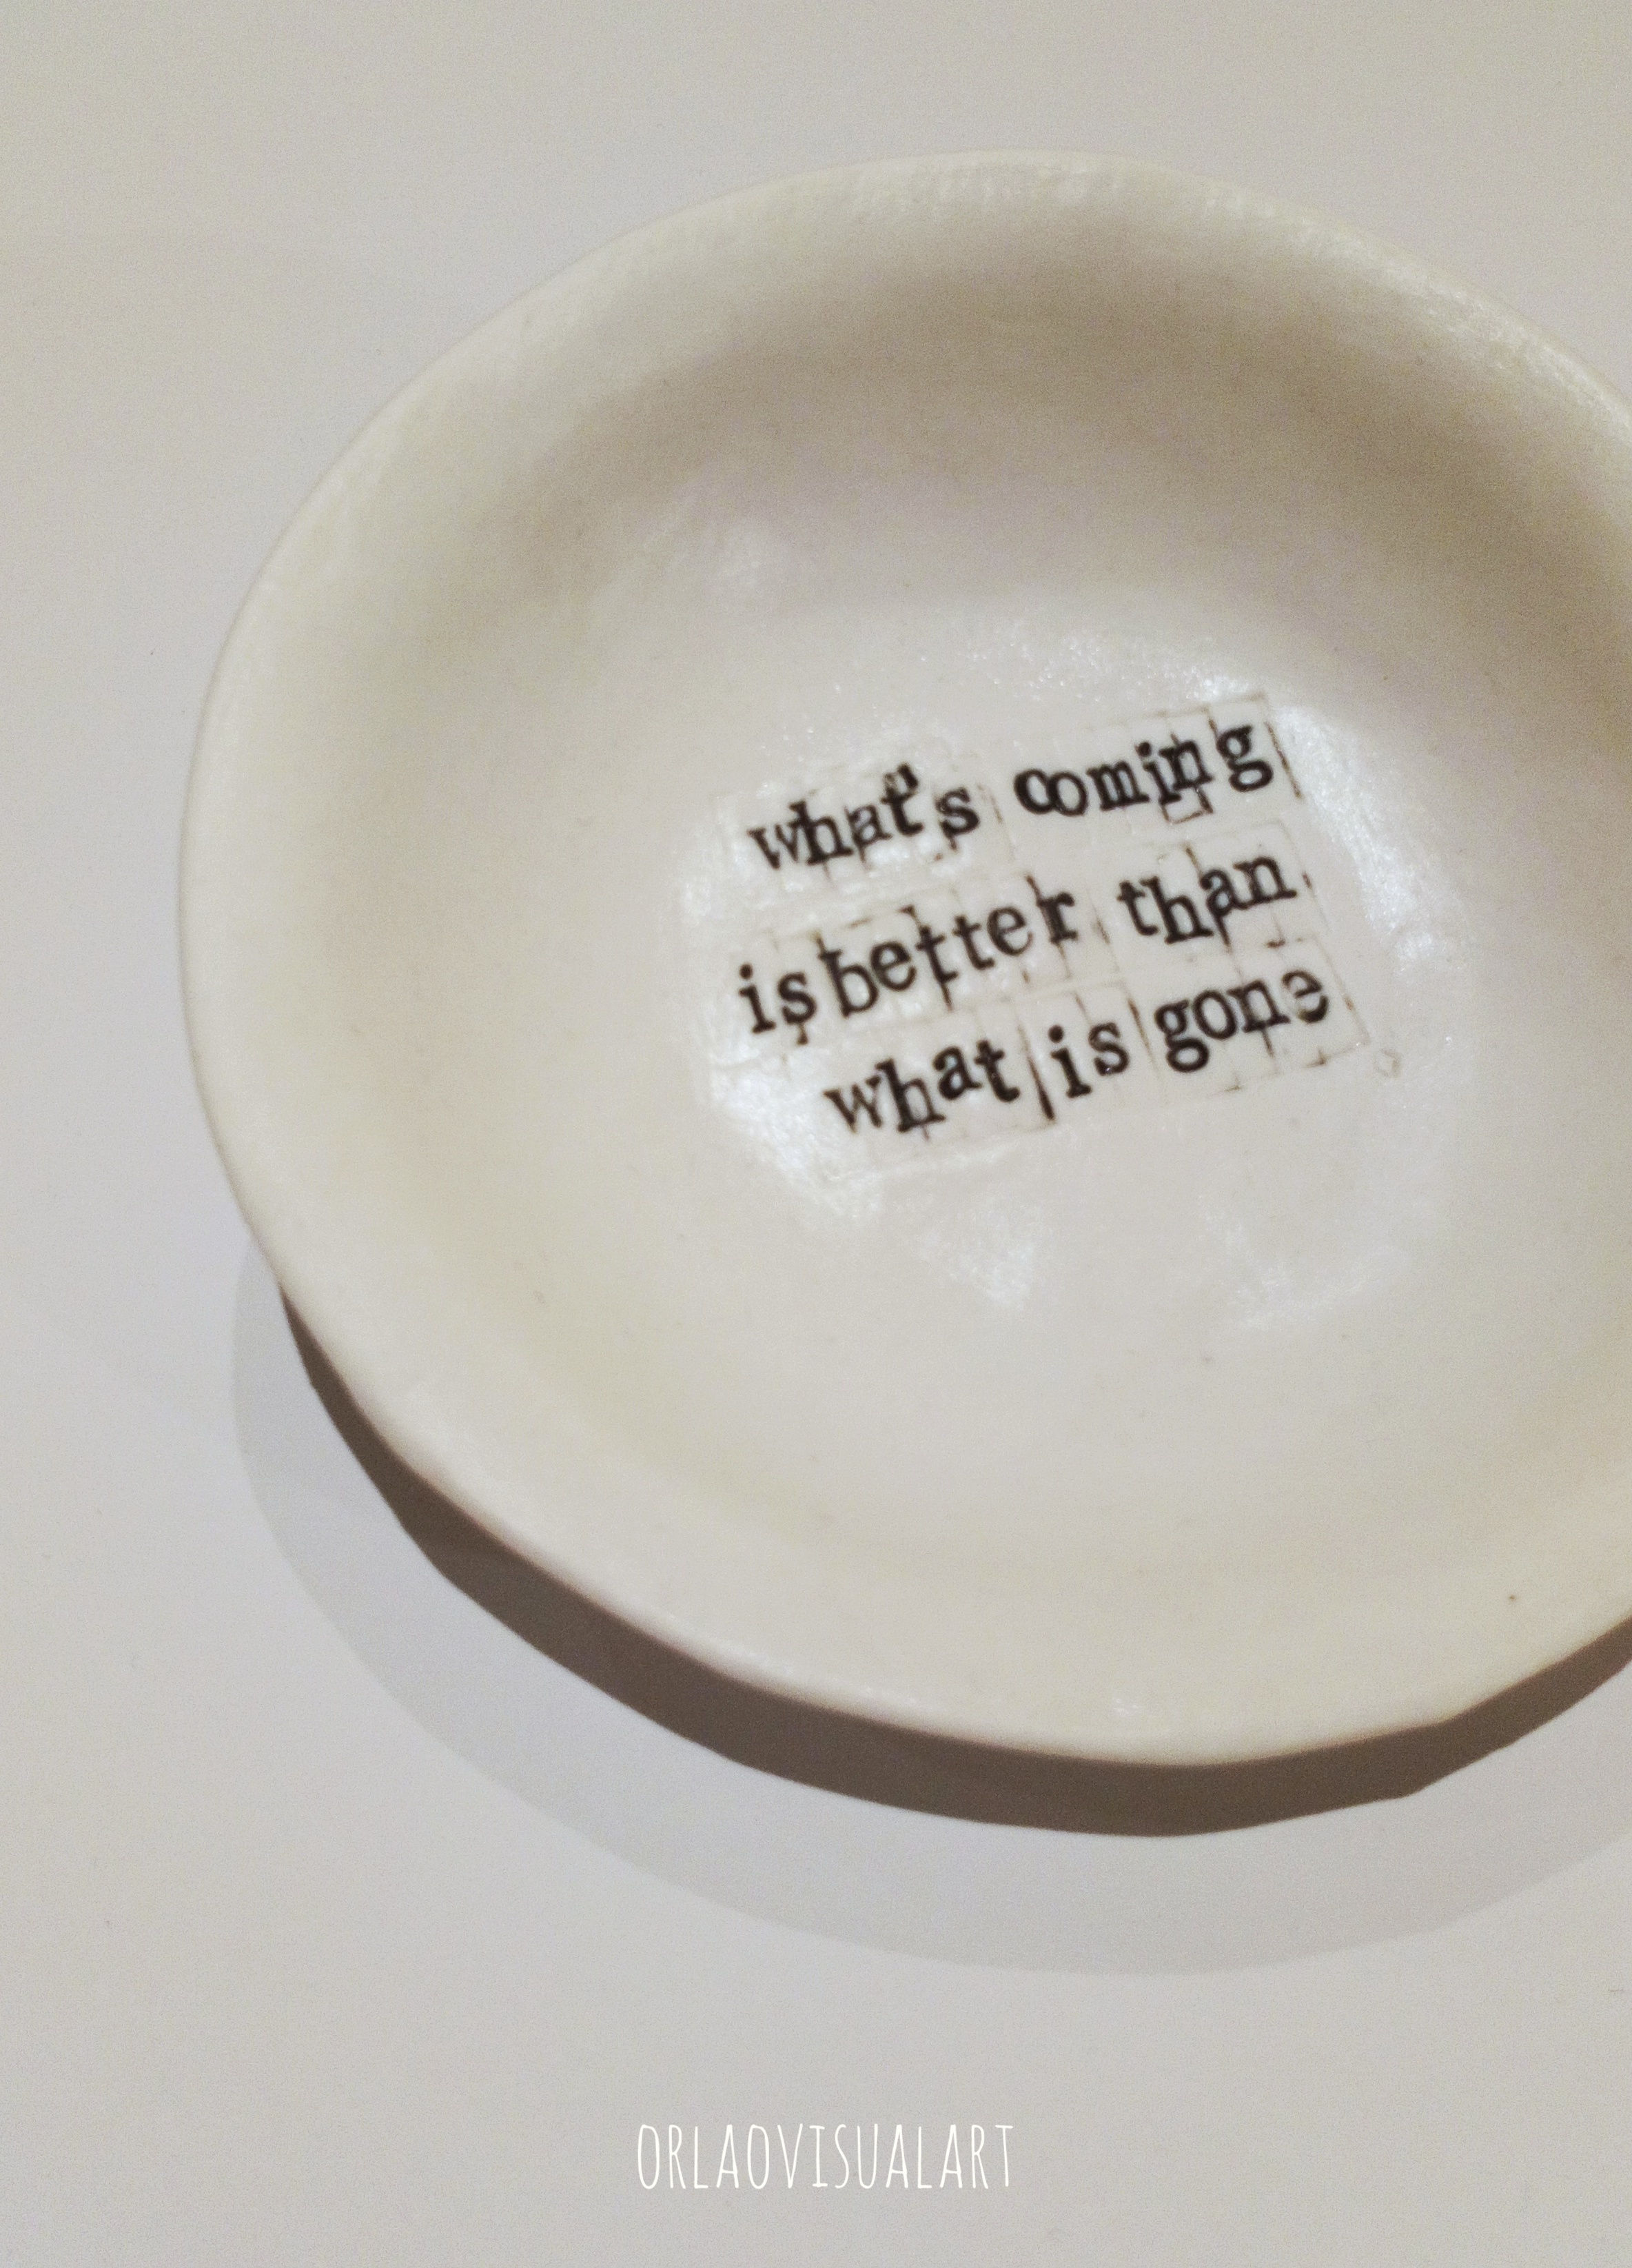 what's coming
is better than
what is gone
ORLAOVISUALART